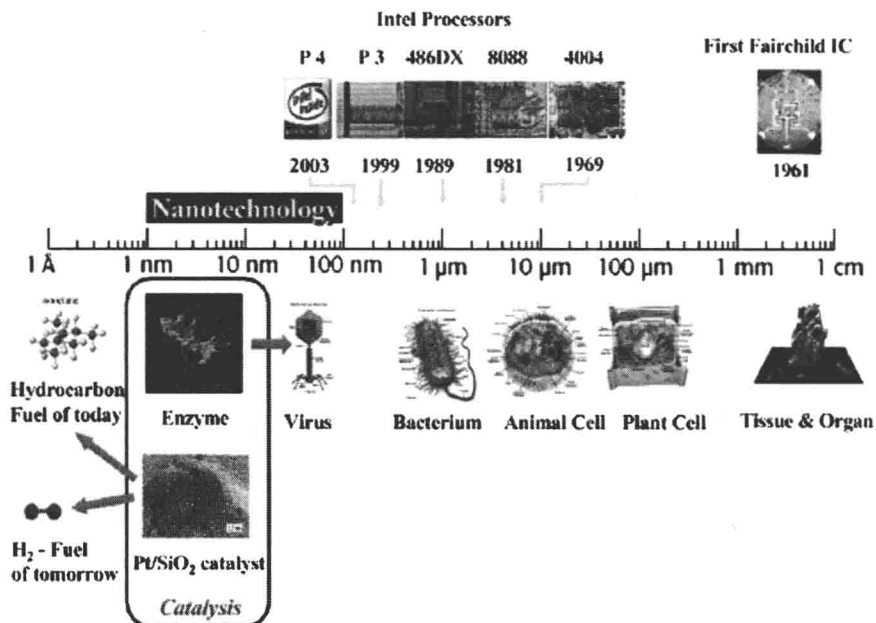 Intel Processors
First Fairchild IC
P 4 P 3 486DX 8088 4004
2003 1999 1989 1981 1969
1961
Nanotechnology
1 Å 1 nm 10 nm 100 nm 1 µm 10 µm 100 µm 1 mm 1 cm
Hydrocarbon
Fuel of today
Enzyme
Virus
Bacterium
Animal Cell
Plant Cell
Tissue & Organ
H₂ - Fuel
of tomorrow
Pt/SiO₂ catalyst
Catalysis